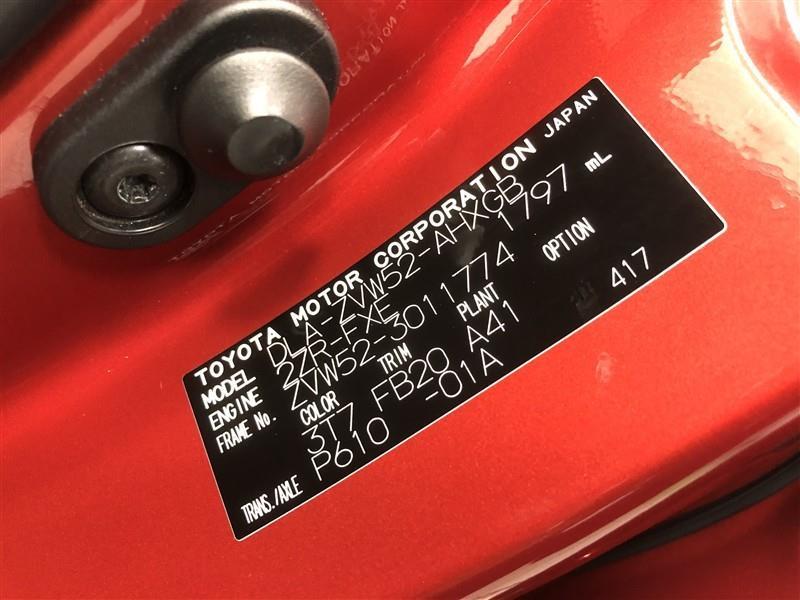 TOYOTA MOTOR CORPORATION JAPAN
MODEL DLA-ZVW52-AHXGB
ENGINE 2ZR-FXE 1797 mL
FRAME No. ZVW52-3011774
COLOR TRIM PLANT OPTION
3T7 FB20 A41 417
TRANS./AXLE P610 -01A